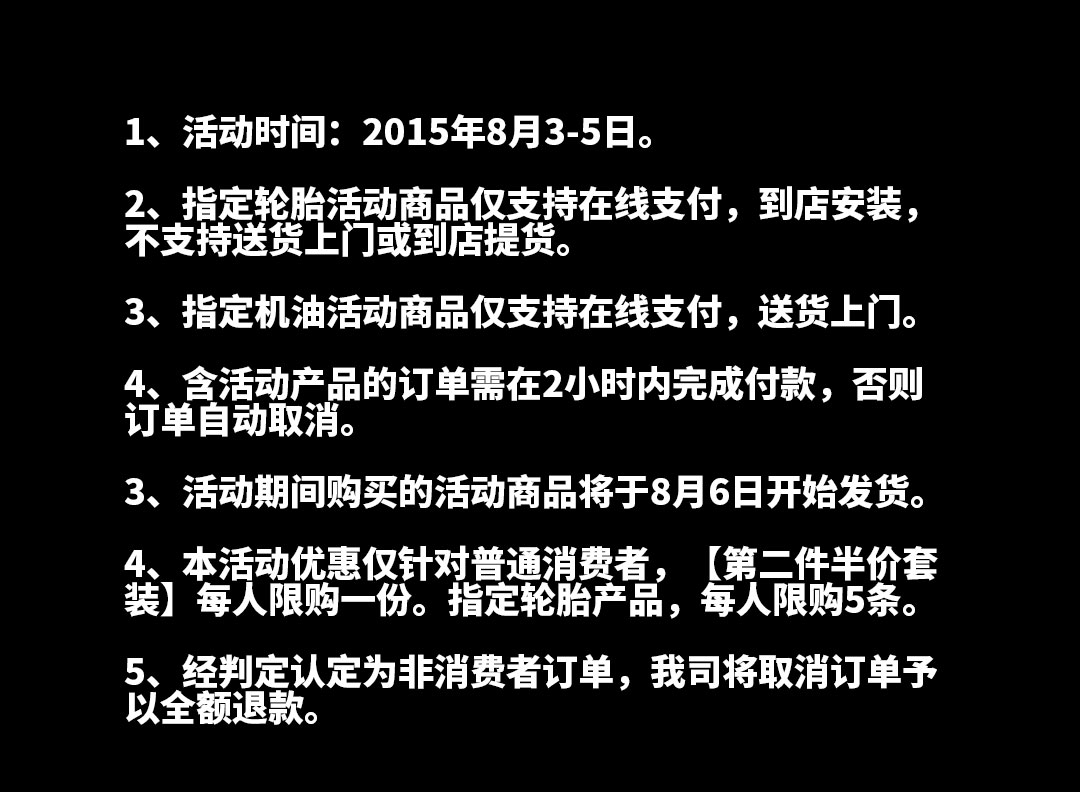 1、活动时间：2015年8月3-5日。
2、指定轮胎活动商品仅支持在线支付，到店安装，
不支持送货上门或到店提货。
3、指定机油活动商品仅支持在线支付，送货上门。
4、含活动产品的订单需在2小时内完成付款，否则
订单自动取消。
3、活动期间购买的活动商品将于8月6日开始发货。
4、本活动优惠仅针对普通消费者，【第二件半价套
装】每人限购一份。指定轮胎产品，每人限购5条。
5、经判定认定为非消费者订单，我司将取消订单予
以全额退款。